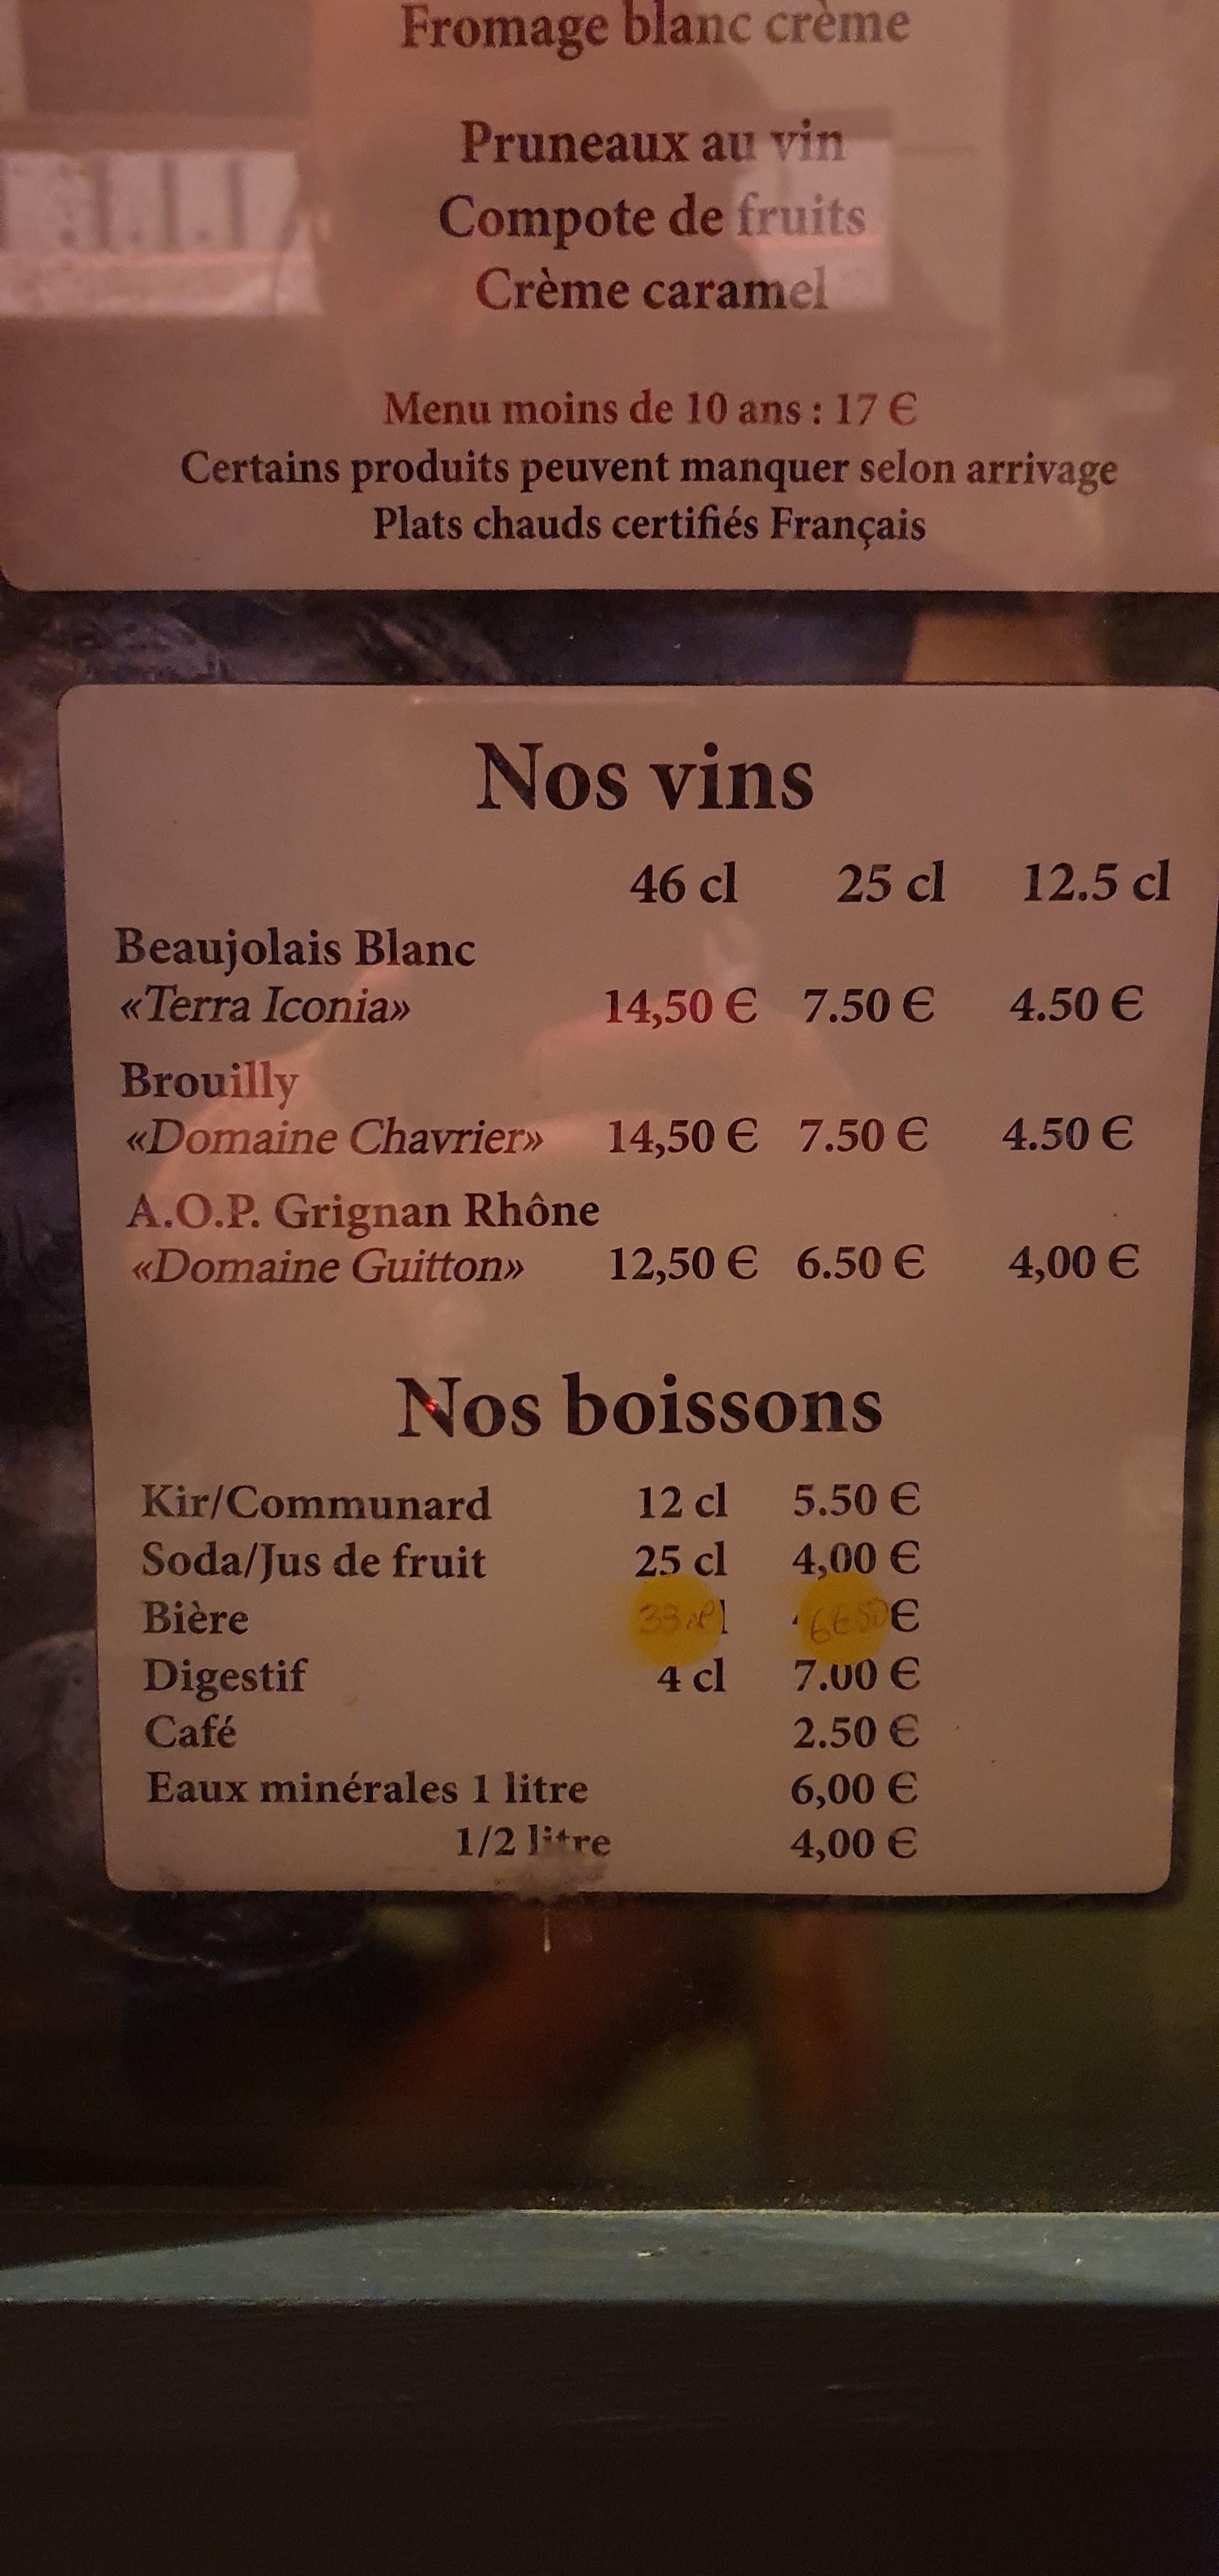 Fromage blanc crème
Pruneaux au vin
Compote de fruits
Crème caramel
Menu moins de 10 ans : 17 €
Certains produits peuvent manquer selon arrivage
Plats chauds certifiés Français
Nos vins
46 cl 25 cl 12.5 cl
Beaujolais Blanc
«Terra Iconia» 14,50 € 7.50 € 4.50 €
Brouilly
«Domaine Chavrier» 14,50 € 7.50 € 4.50 €
A.O.P. Grignan Rhône
«Domaine Guitton» 12,50 € 6.50 € 4,00 €
Nos boissons
Kir/Communard 12 cl 5.50 €
Soda/Jus de fruit 25 cl 4,00 €
Bière 33cl 6€50 €
Digestif 4 cl 7.00 €
Café 2.50 €
Eaux minérales 1 litre 6,00 €
1/2 litre 4,00 €